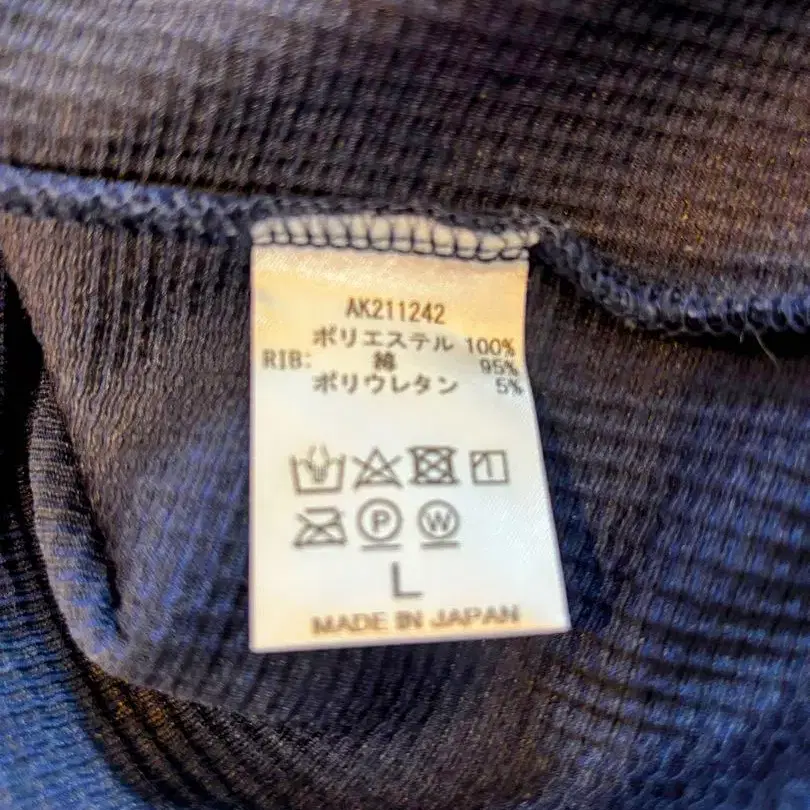 AK211242
ポリエステル 100%
RIB: 綿 95%
ポリウレタン 5%
P W
L
MADE IN JAPAN